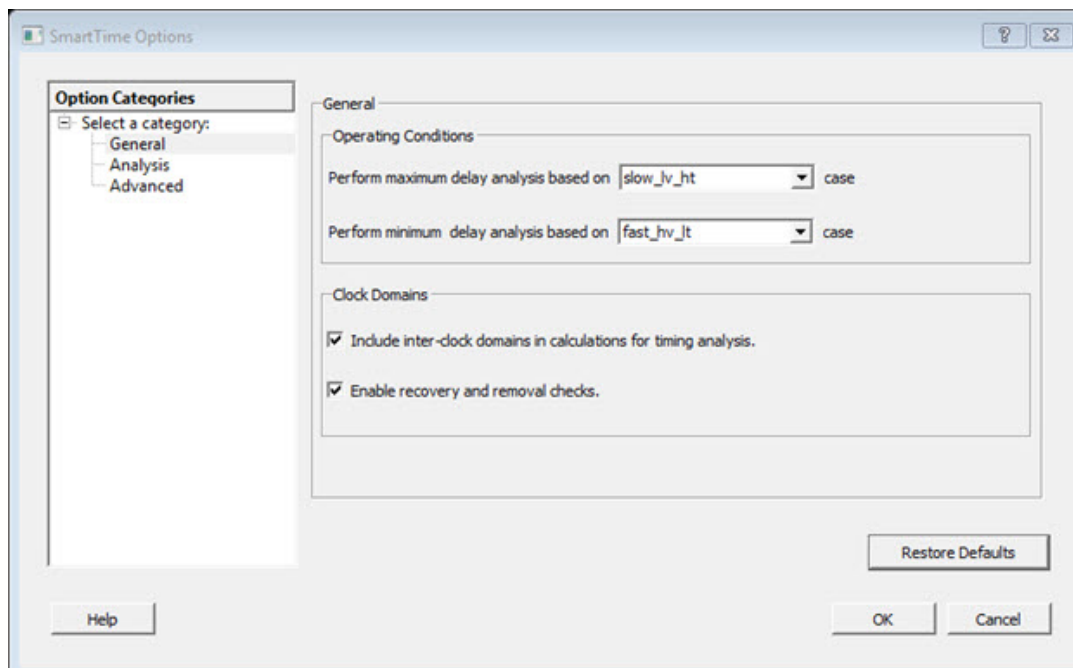 SmartTime Options
Option Categories
Select a category:
General
Analysis
Advanced
General
Operating Conditions
Perform maximum delay analysis based on slow_lv_ht case
Perform minimum delay analysis based on fast_hv_lt case
Clock Domains
Include inter-clock domains in calculations for timing analysis.
Enable recovery and removal checks.
Restore Defaults
Help OK Cancel